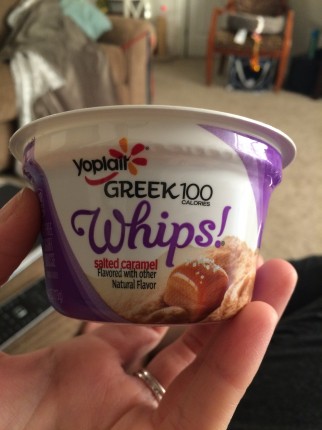 Yoplait
GREEK 100
CALORIES
Whips!
salted caramel
Flavored with other
Natural Flavor